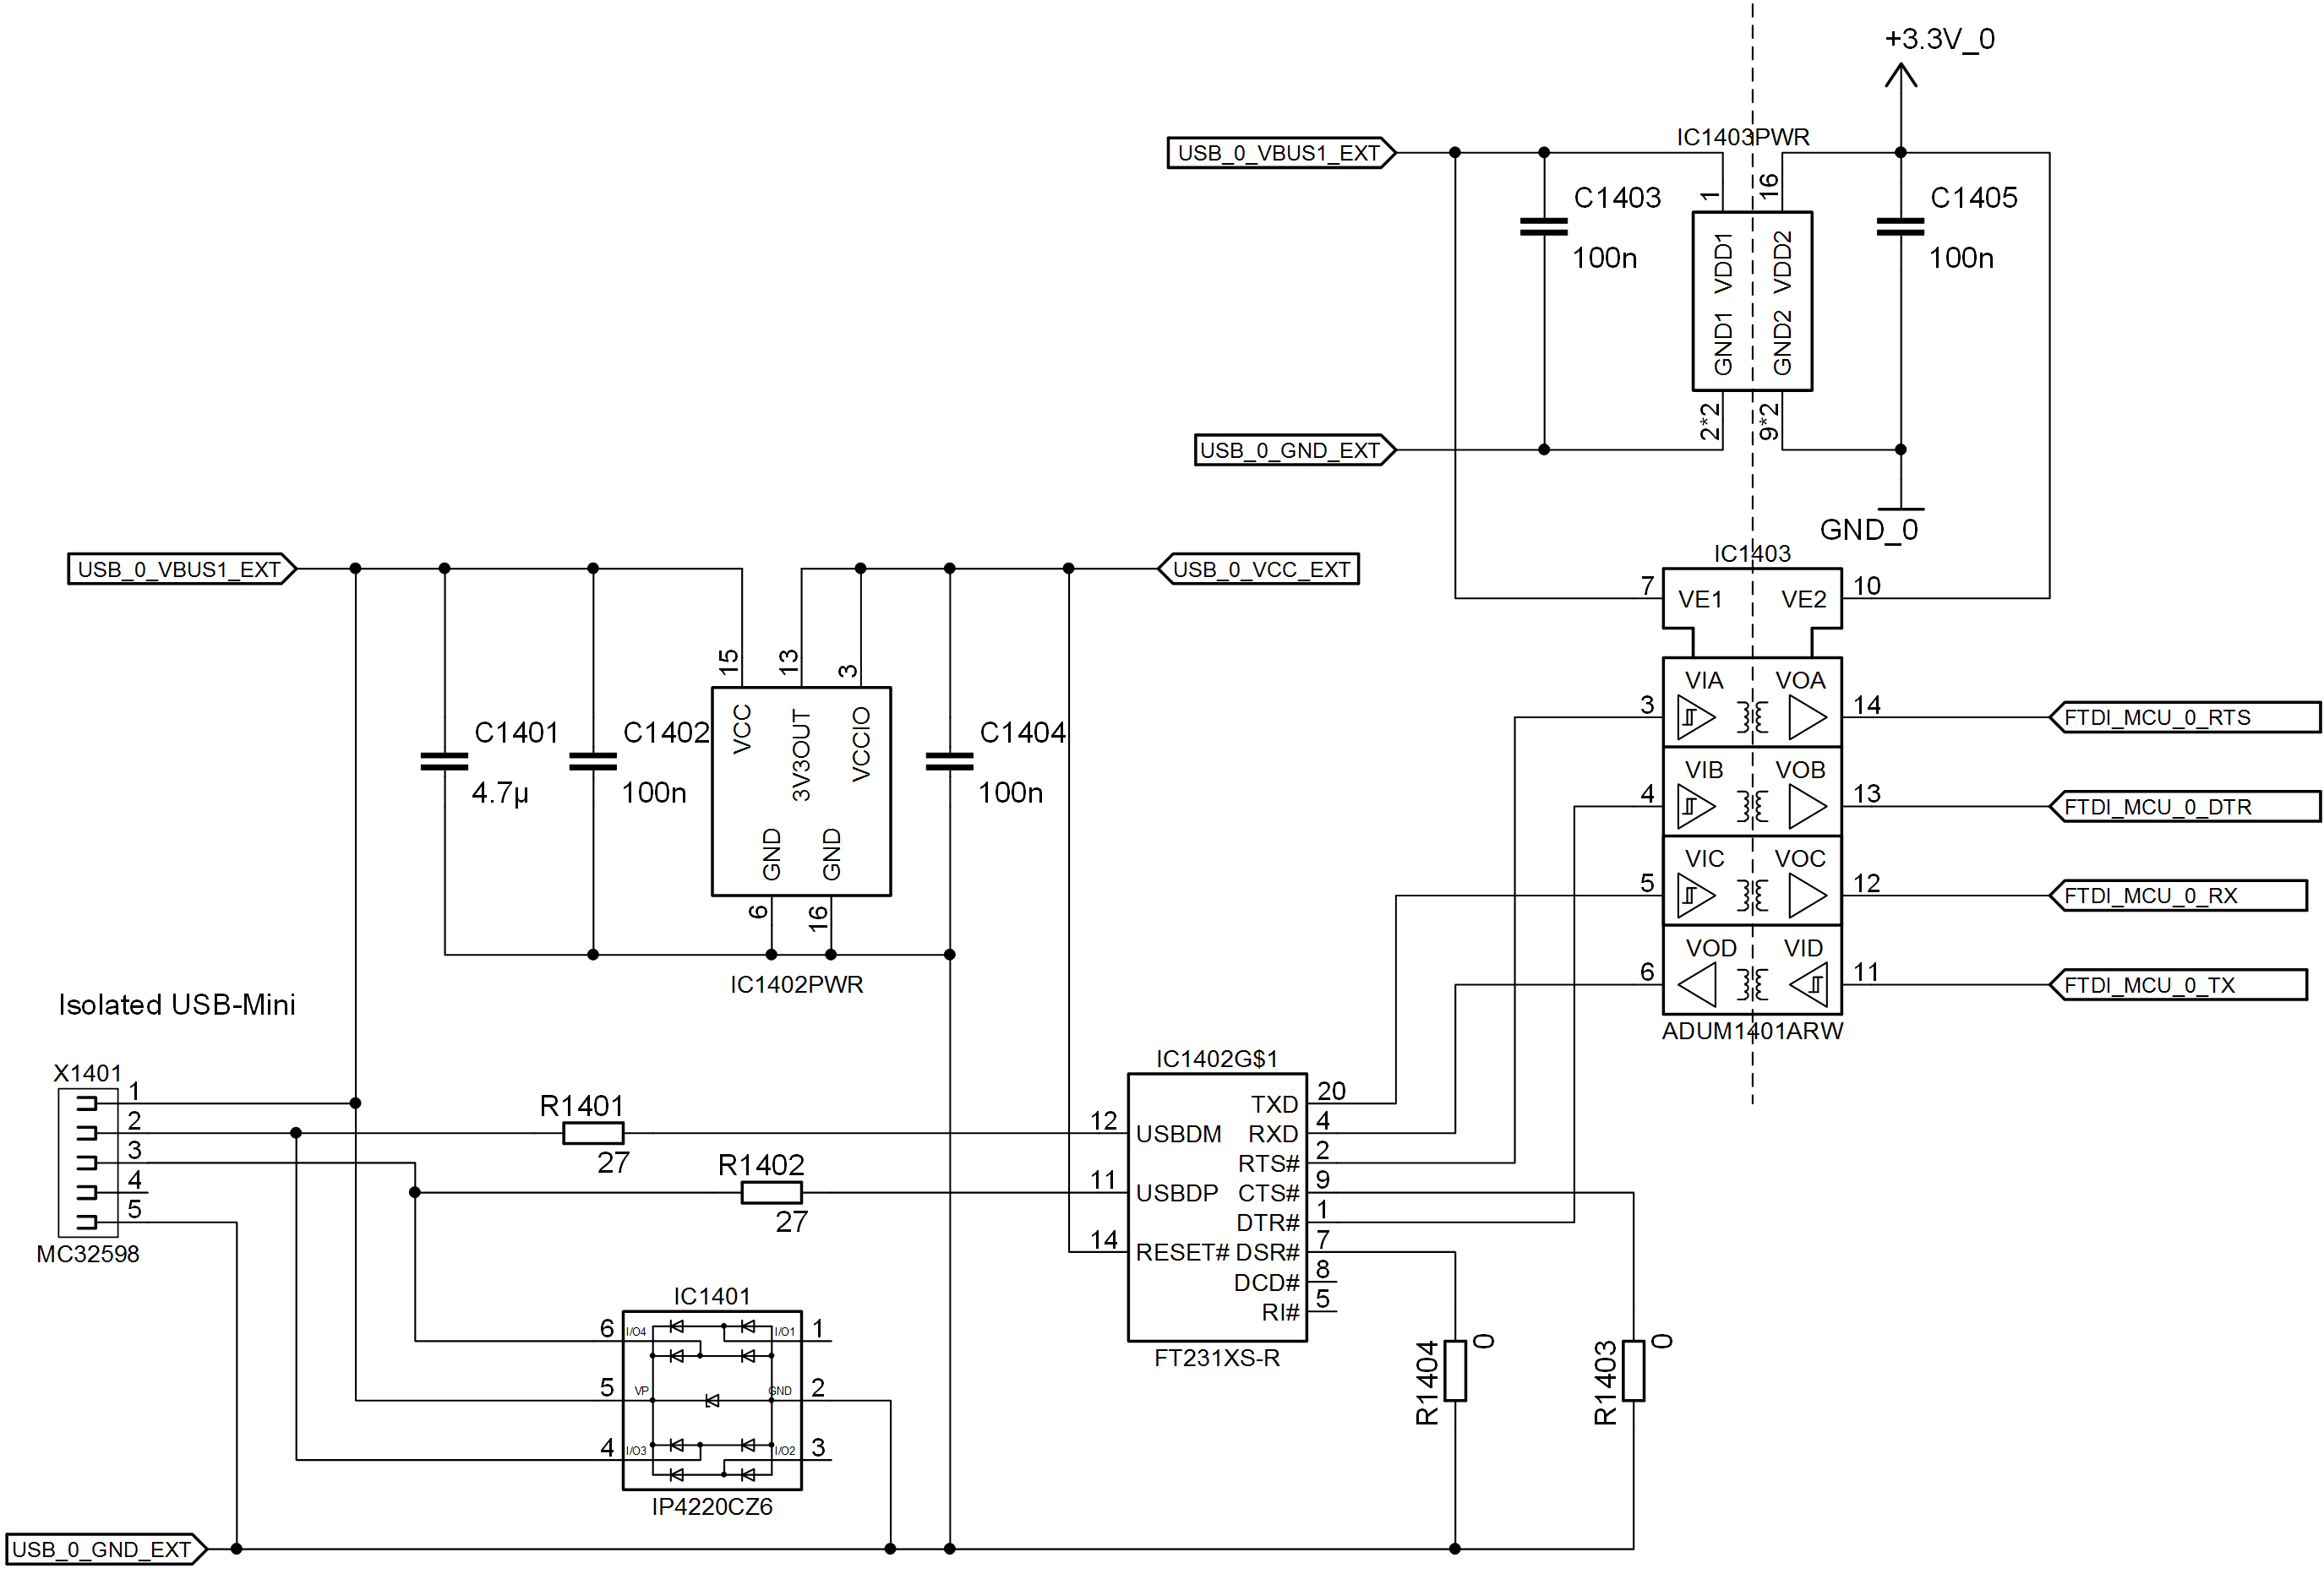 +3.3V_0
IC1403PWR
USB_0_VBUS1_EXT
1
16
C1403
100n
C1405
100n
VDD1
VDD2
GND1
GND2
2*2
9*2
USB_0_GND_EXT
GND_0
IC1403
7
VE1
VE2
10
USB_0_VBUS1_EXT
USB_0_VCC_EXT
15
13
3
C1401
4.7µ
C1402
100n
VCC
3V3OUT
VCCIO
GND
GND
C1404
100n
6
16
IC1402PWR
3
VIA
VOA
14
FTDI_MCU_0_RTS
4
VIB
VOB
13
FTDI_MCU_0_DTR
5
VIC
VOC
12
FTDI_MCU_0_RX
6
VOD
VID
11
FTDI_MCU_0_TX
ADUM1401ARW
Isolated USB-Mini
X1401
1
2
3
4
5
MC32598
R1401
27
R1402
27
IC1402G$1
12
USBDM
11
USBDP
14
RESET#
TXD
20
RXD
4
RTS#
2
CTS#
9
DTR#
1
DSR#
7
DCD#
8
RI#
5
FT231XS-R
R1404
0
R1403
0
IC1401
6
I/O4
I/O1
1
5
VP
GND
2
4
I/O3
I/O2
3
IP4220CZ6
USB_0_GND_EXT